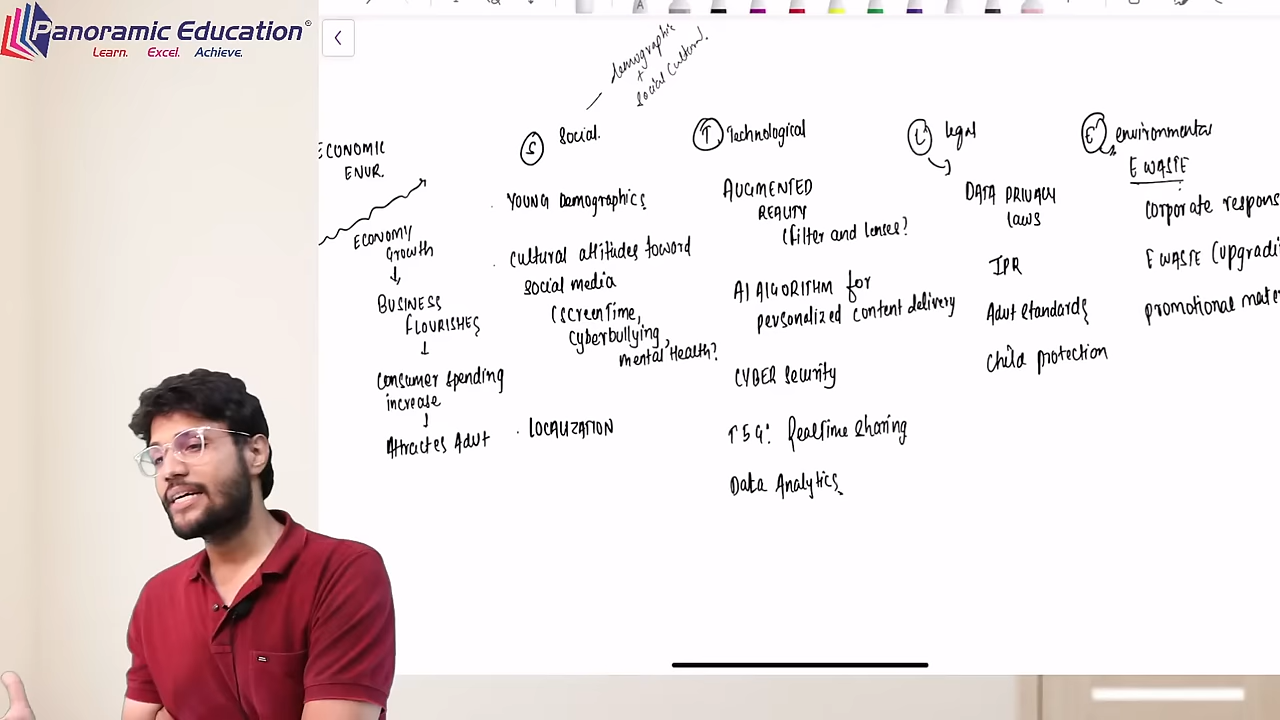 Panoramic Education®
Learn. Excel. Achieve.
demographic
+
social cultural.
ECONOMIC
ENVR.
ECONOMY
Growth
↓
BUSINESS
FLOURISHES
↓
Consumer spending
increase
↓
Attractes Advt
S Social.
YOUNG Demographics
Cultural attitudes toward
social media
(screentime,
cyberbullying,
mental health?
LOCALIZATION
T Technological
AUGMENTED
REALITY
(filter and lenses?
AI ALGORITHM for
personalized content delivery
CYBER security
↑5G: Realtime sharing
Data Analytics
L legal
DATA PRIVACY
laws
IPR
Advt standards
child protection
E environmental
E WASTE
corporate respons
E WASTE (upgradi
promotional mate